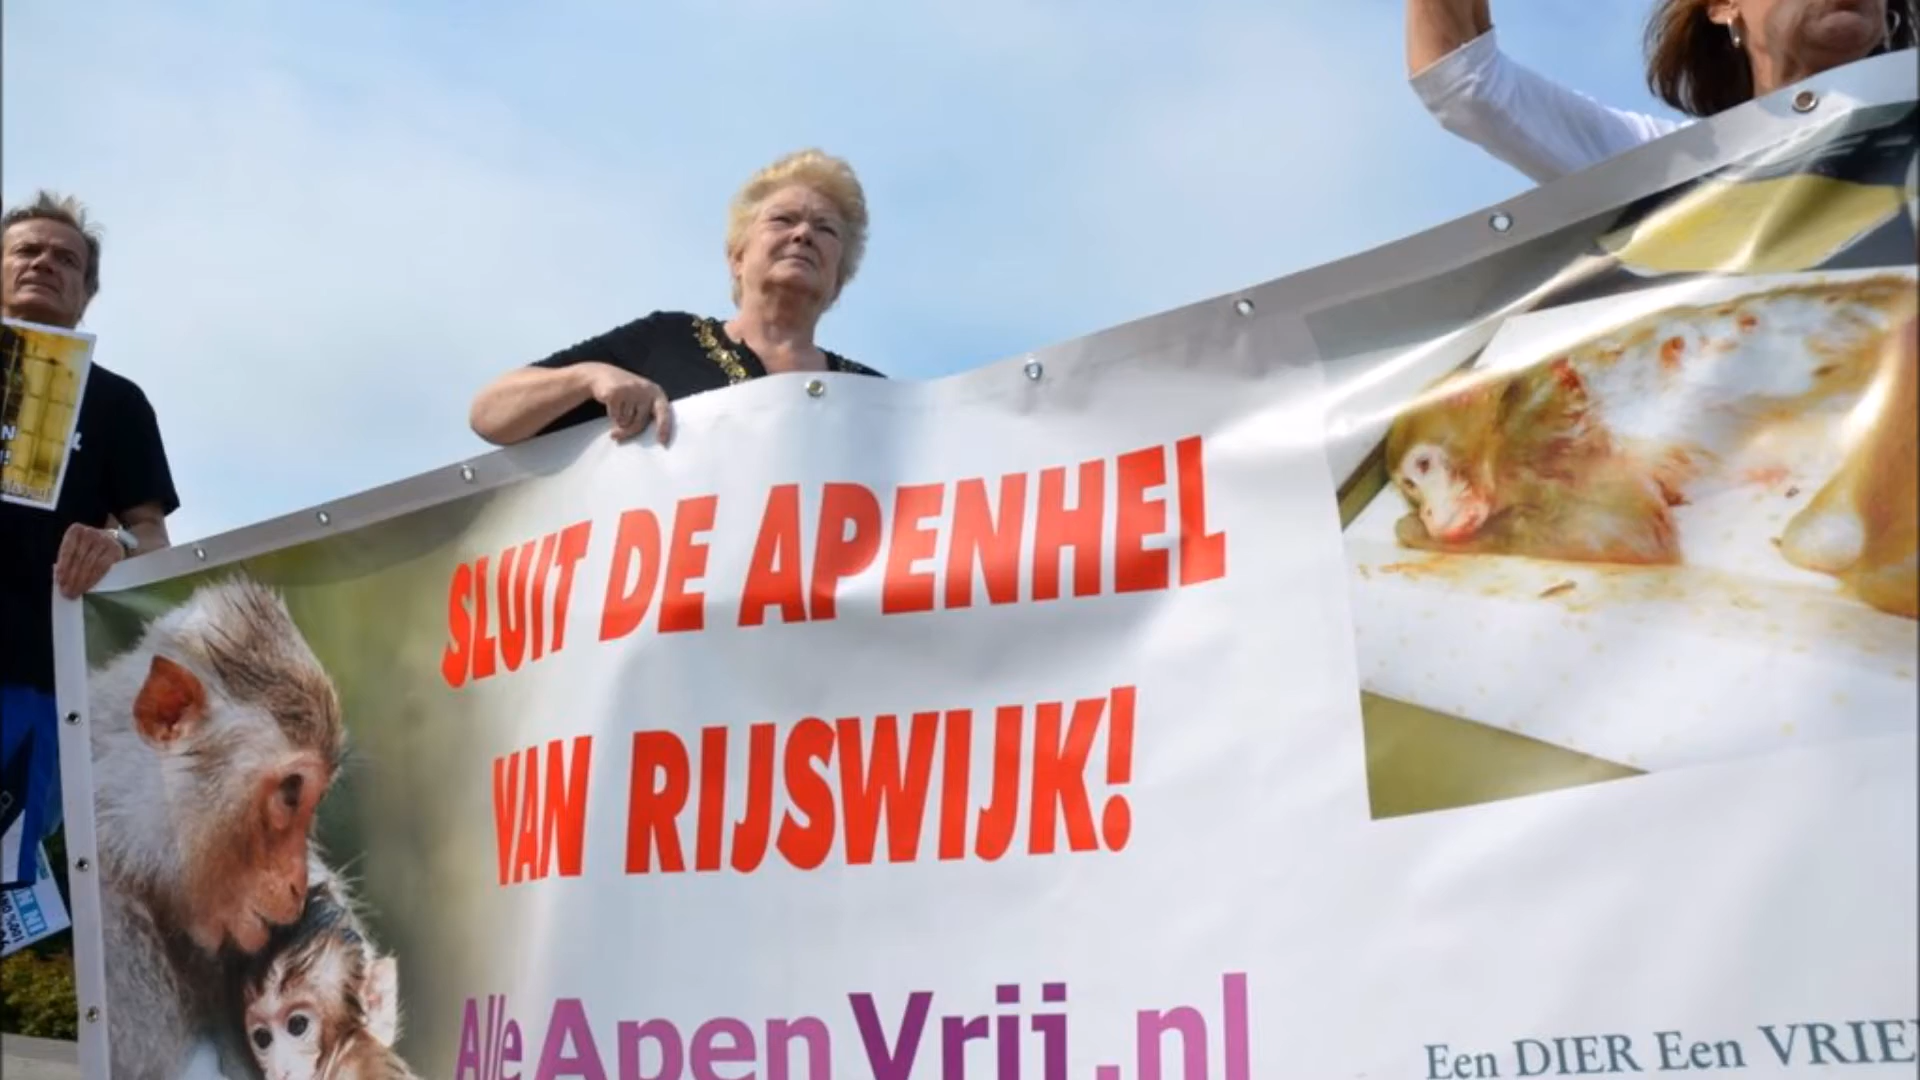 SLUIT DE APENHEL
VAN RIJSWIJK!
AlleApenVrij.nl
Een DIER Een VRIE